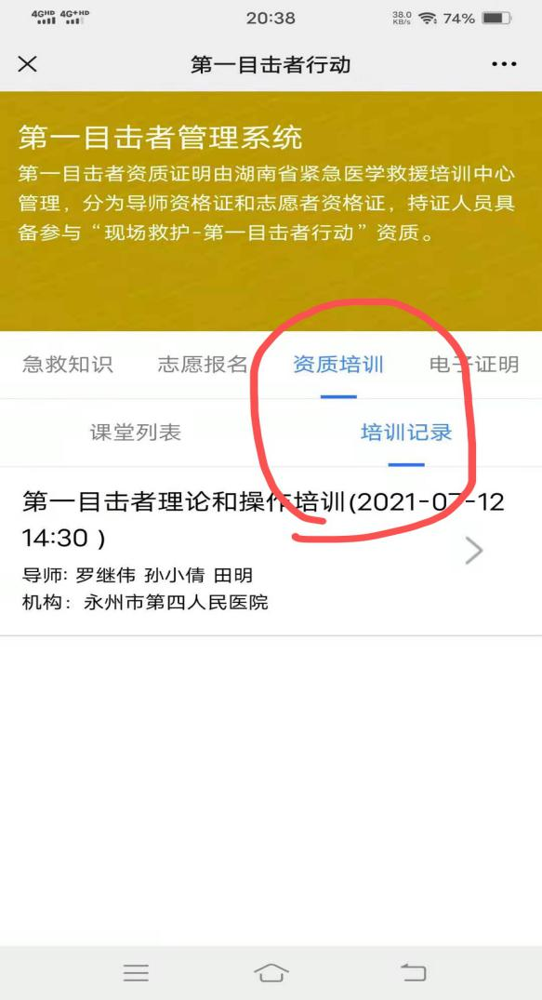 4GHD 4G+HD 20:38 38.0 KB/s 74%
第一目击者行动
第一目击者管理系统
第一目击者资质证明由湖南省紧急医学救援培训中心
管理，分为导师资格证和志愿者资格证，持证人员具
备参与“现场救护-第一目击者行动”资质。
急救知识 志愿报名 资质培训 电子证明
课堂列表 培训记录
第一目击者理论和操作培训(2021-07-12
14:30 )
导师: 罗继伟 孙小倩 田明
机构：永州市第四人民医院